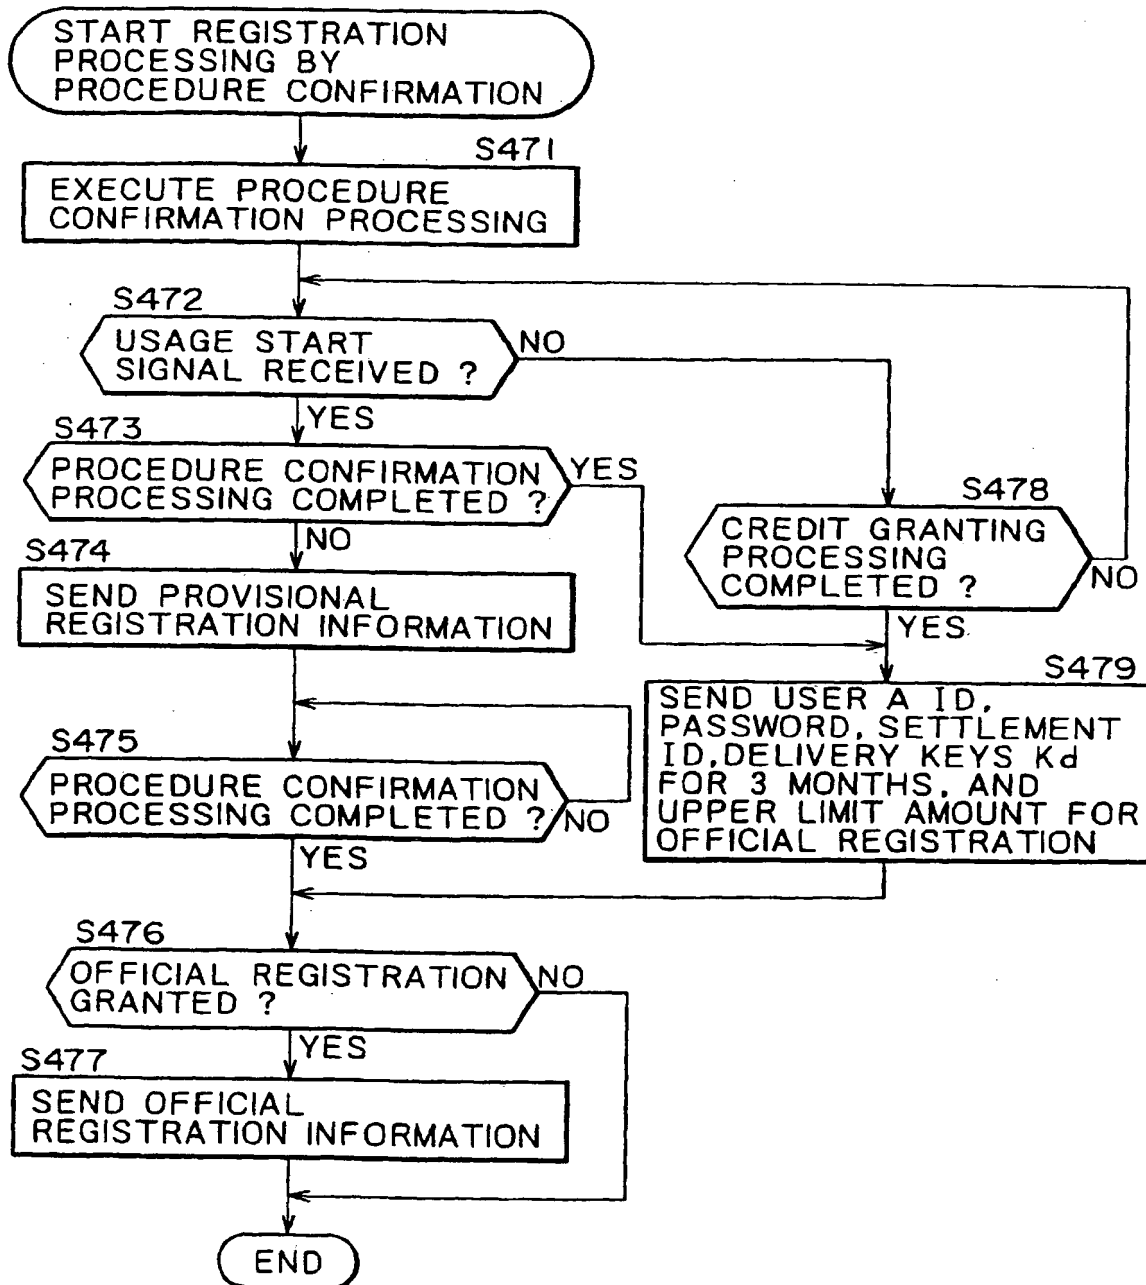 START REGISTRATION
PROCESSING BY
PROCEDURE CONFIRMATION
S471
EXECUTE PROCEDURE
CONFIRMATION PROCESSING
S472
USAGE START
SIGNAL RECEIVED ?
NO
YES
S473
PROCEDURE CONFIRMATION
PROCESSING COMPLETED ?
YES
NO
S478
CREDIT GRANTING
PROCESSING
COMPLETED ?
NO
YES
S474
SEND PROVISIONAL
REGISTRATION INFORMATION
S479
SEND USER A ID,
PASSWORD, SETTLEMENT
ID, DELIVERY KEYS Kd
FOR 3 MONTHS, AND
UPPER LIMIT AMOUNT FOR
OFFICIAL REGISTRATION
S475
PROCEDURE CONFIRMATION
PROCESSING COMPLETED ?
NO
YES
S476
OFFICIAL REGISTRATION
GRANTED ?
NO
YES
S477
SEND OFFICIAL
REGISTRATION INFORMATION
END